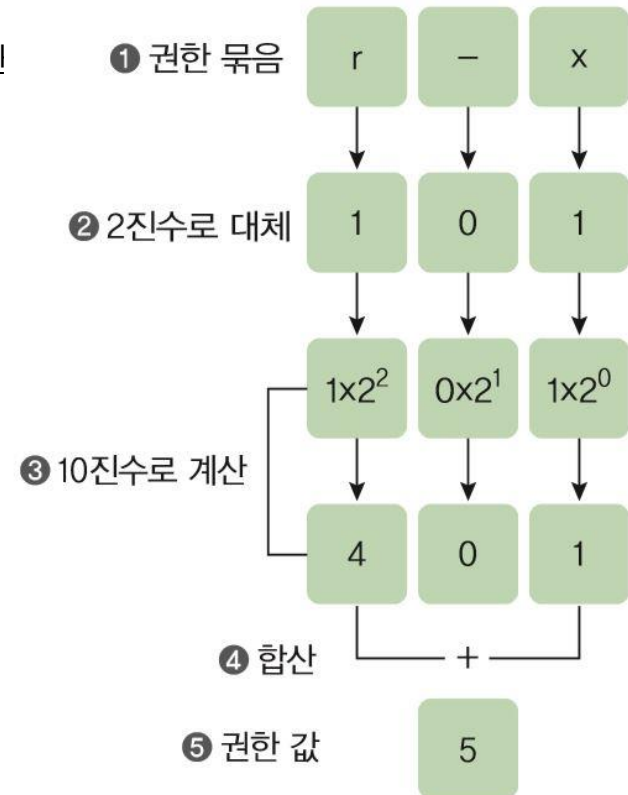 ❶ 권한 묶음 r – x
❷ 2진수로 대체 1 0 1
1x2² 0x2¹ 1x2⁰
❸ 10진수로 계산
4 0 1
❹ 합산 +
❺ 권한 값 5